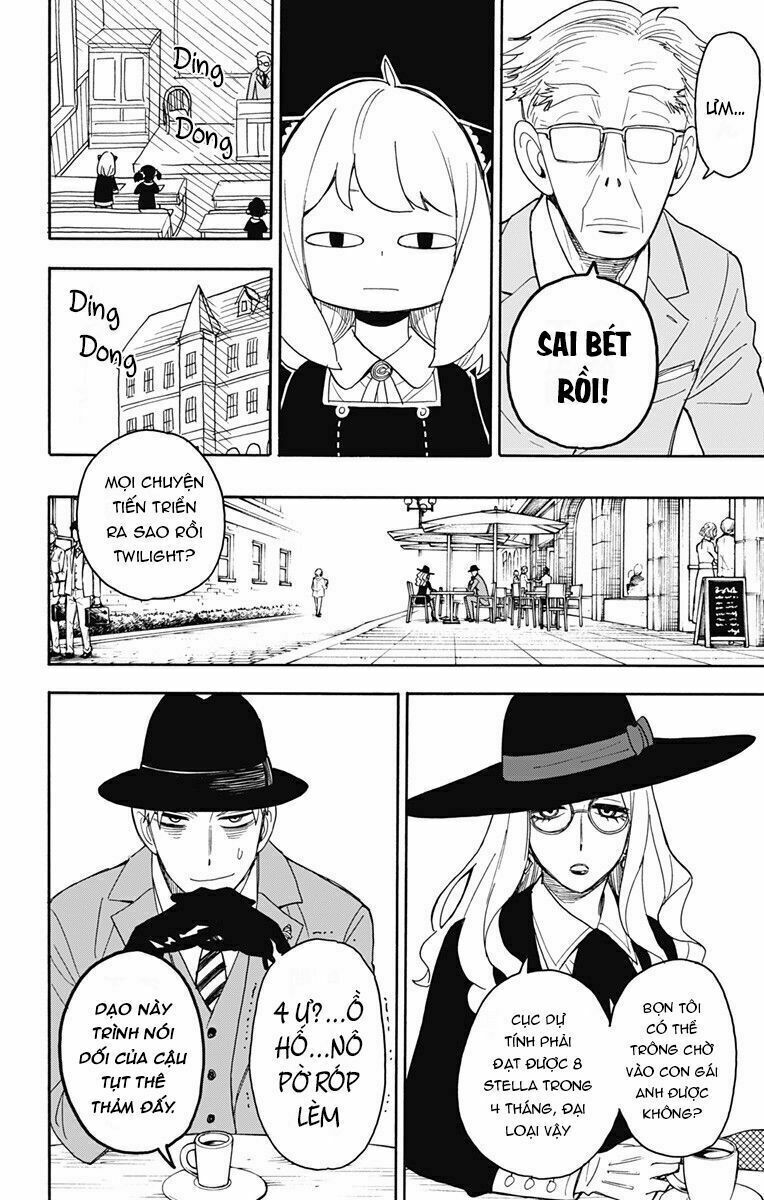 ƯM...
SAI BÉT
RỒI!
Ding
Dong
Ding
Dong
MỌI CHUYỆN
TIẾN TRIỂN
RA SAO RỒI
TWILIGHT?
BỌN TÔI
CÓ THỂ
TRÔNG CHỜ
VÀO CON GÁI
ANH ĐƯỢC
KHÔNG?
CỤC DỰ
TÍNH PHẢI
ĐẠT ĐƯỢC 8
STELLA TRONG
4 THÁNG, ĐẠI
LOẠI VẬY
4 Ư?...Ồ
HỐ...NÔ
PỜ RÓP
LÈM
DẠO NÀY
TRÌNH NÓI
DỐI CỦA CẬU
TỤT THÊ
THẢM ĐẤY.